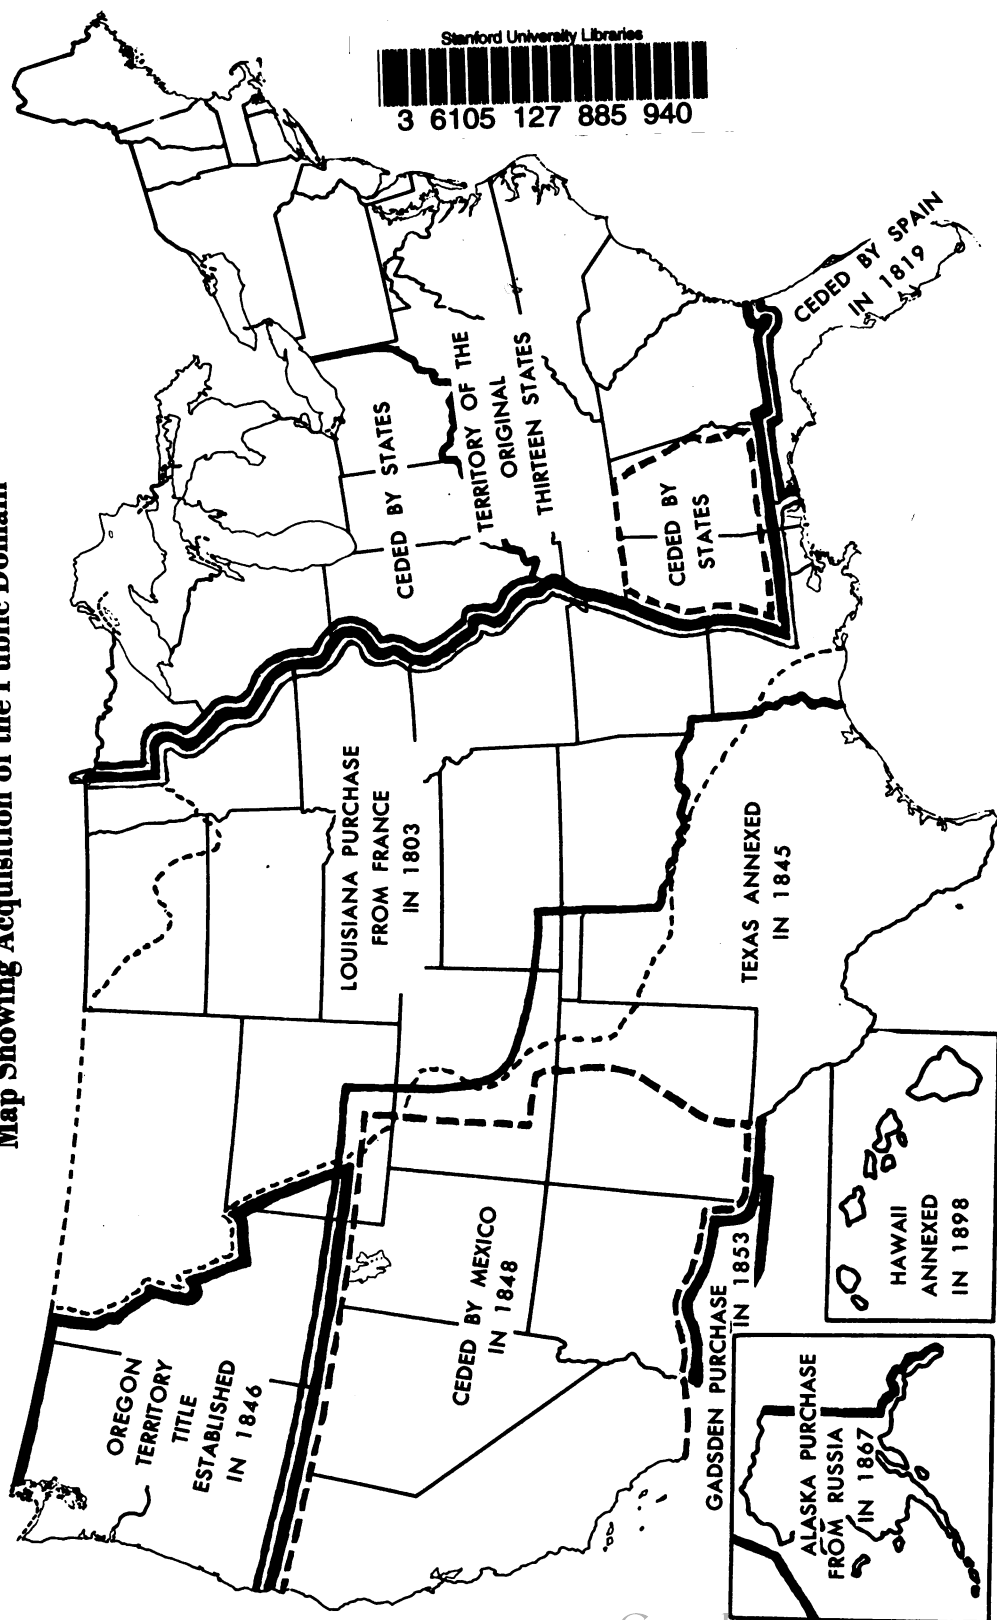 Map Showing Acquisition of the Public Domain
Stanford University Libraries
3 6105 127 885 940
OREGON
TERRITORY
TITLE
ESTABLISHED
IN 1846
LOUISIANA PURCHASE
FROM FRANCE
IN 1803
CEDED BY STATES
TERRITORY OF THE
ORIGINAL
THIRTEEN STATES
CEDED BY MEXICO
IN 1848
CEDED BY
STATES
TEXAS ANNEXED
IN 1845
GADSDEN PURCHASE
IN 1853
CEDED BY SPAIN
IN 1819
ALASKA PURCHASE
FROM RUSSIA
IN 1867
HAWAII
ANNEXED
IN 1898